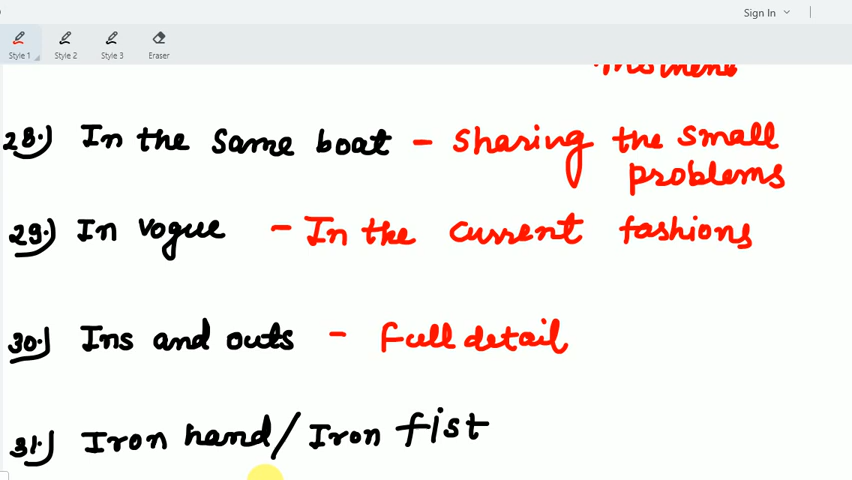 Sign In
Style 1
Style 2
Style 3
Eraser
28.) In the same boat - Sharing the small
problems
29.) In vogue - In the current fashions
30.) Ins and outs - full detail
31.) Iron hand/Iron fist